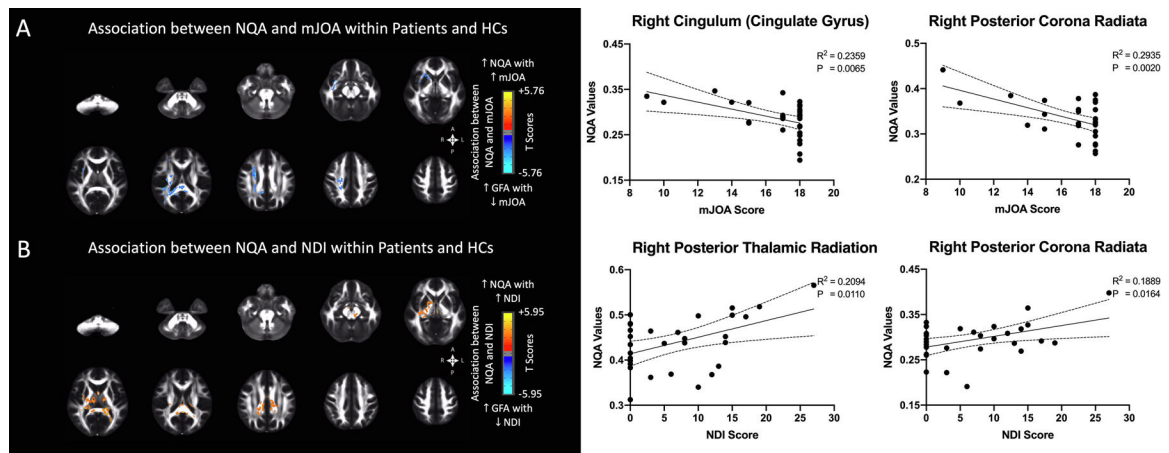 A
Association between NQA and mJOA within Patients and HCs
Association between
NQA and mJOA
↑ NQA with
↑ mJOA
+5.76
T Scores
-5.76
↑ GFA with
↓ mJOA
A
R L
P
Right Cingulum (Cingulate Gyrus)
R² = 0.2359
P = 0.0065
NQA Values
0.45
0.35
0.25
0.15
8 10 12 14 16 18 20
mJOA Score
Right Posterior Corona Radiata
R² = 0.2935
P = 0.0020
NQA Values
0.5
0.4
0.3
0.2
8 10 12 14 16 18 20
mJOA Score
B
Association between NQA and NDI within Patients and HCs
Association between
NQA and NDI
↑ NQA with
↑ NDI
+5.95
T Scores
-5.95
↑ GFA with
↓ NDI
A
R L
P
Right Posterior Thalamic Radiation
R² = 0.2094
P = 0.0110
NQA Values
0.6
0.5
0.4
0.3
0 5 10 15 20 25 30
NDI Score
Right Posterior Corona Radiata
R² = 0.1889
P = 0.0164
NQA Values
0.45
0.35
0.25
0.15
0 5 10 15 20 25 30
NDI Score